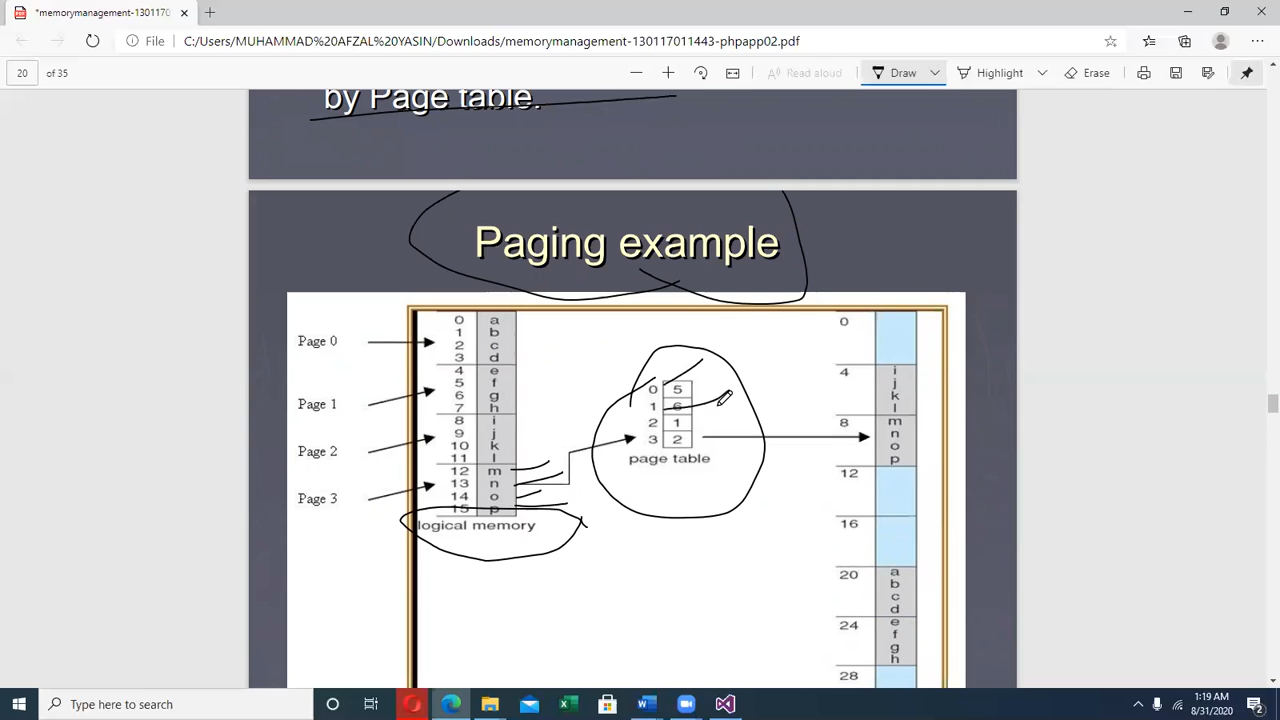 *memorymanagement-1301170
File
C:/Users/MUHAMMAD%20AFZAL%20YASIN/Downloads/memorymanagement-130117011443-phpapp02.pdf
20 of 35
Read aloud
Draw
Highlight
Erase
by Page table.
Paging example
Page 0
Page 1
Page 2
Page 3
0 a
1 b
2 c
3 d
4 e
5 f
6 g
7 h
8 i
9 j
10 k
11 l
12 m
13 n
14 o
15 p
logical memory
0 5
1 6
2 1
3 2
page table
0
4 i
j
k
l
8 m
n
o
p
12
16
20 a
b
c
d
24 e
f
g
h
28
Type here to search
1:19 AM
8/31/2020
2